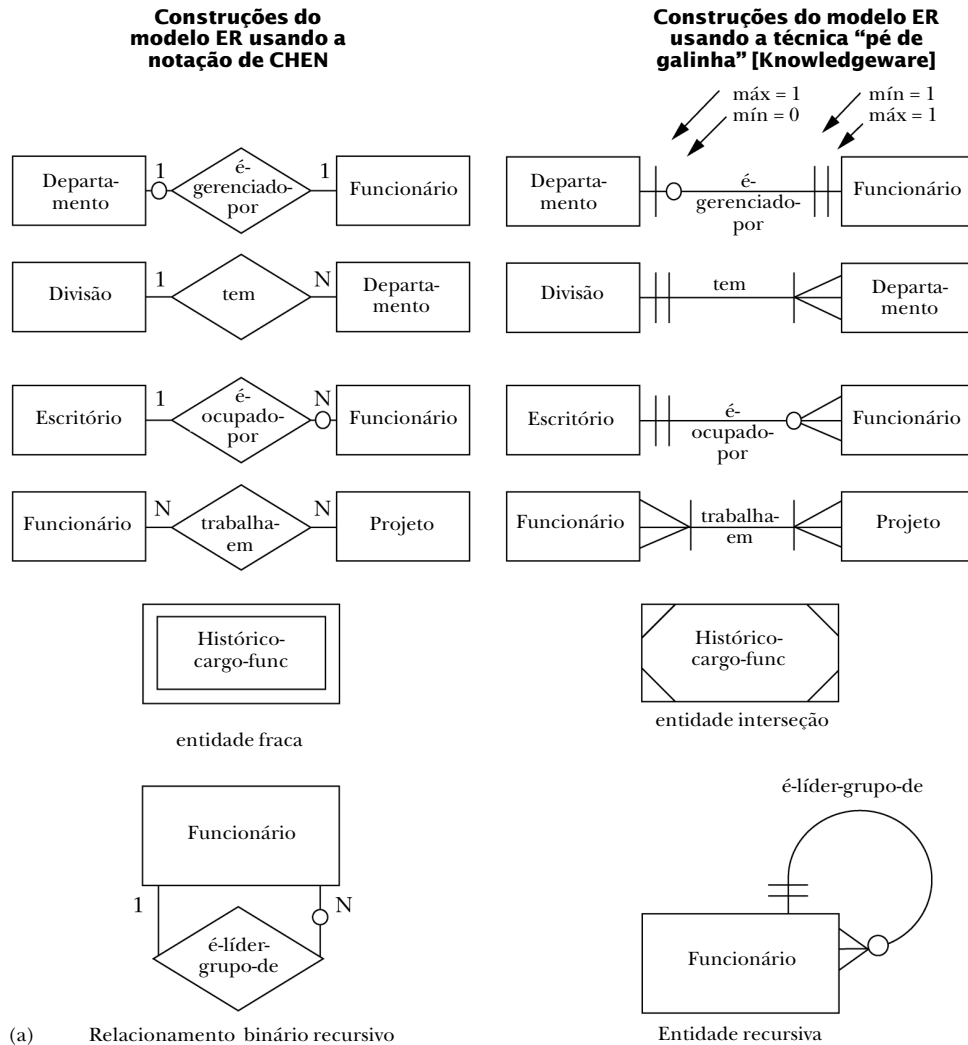 Construções do
modelo ER usando a
notação de CHEN
Construções do modelo ER
usando a técnica “pé de
galinha” [Knowledgeware]
máx = 1
mín = 0
mín = 1
máx = 1
Departa-
mento
1
é-
gerenciado-
por
1
Funcionário
Departa-
mento
é-
gerenciado-
por
Funcionário
Divisão
1
tem
N
Departa-
mento
Divisão
tem
Departa-
mento
Escritório
1
é-
ocupado-
por
N
Funcionário
Escritório
é-
ocupado-
por
Funcionário
Funcionário
N
trabalha-
em
N
Projeto
Funcionário
trabalha-
em
Projeto
Histórico-
cargo-func
entidade fraca
Histórico-
cargo-func
entidade interseção
Funcionário
1
N
é-líder-
grupo-de
(a) Relacionamento binário recursivo
é-líder-grupo-de
Funcionário
Entidade recursiva